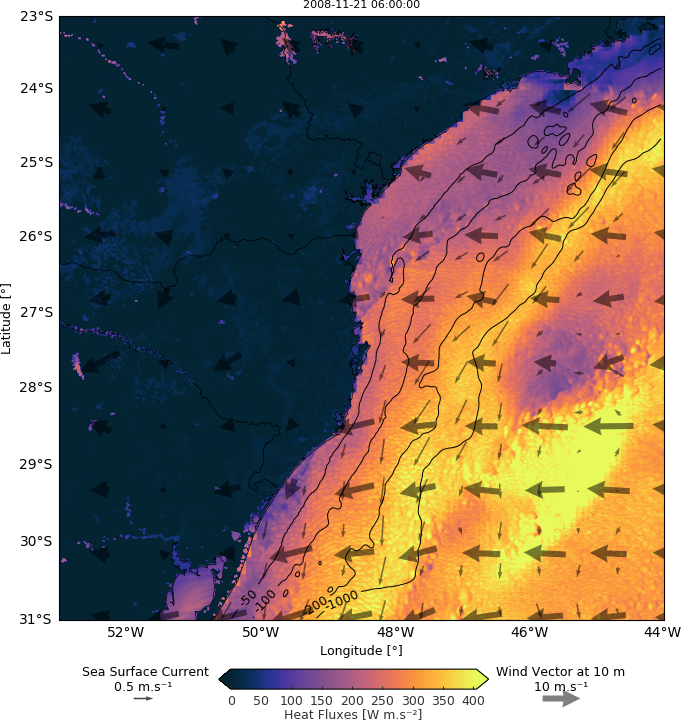 2008-11-21 06:00:00
23°S
24°S
25°S
26°S
27°S
28°S
29°S
30°S
31°S
Latitude [°]
-50
-100
-200
-1000
52°W 50°W 48°W 46°W 44°W
Longitude [°]
Sea Surface Current
0.5 m.s⁻¹
0 50 100 150 200 250 300 350 400
Heat Fluxes [W m.s⁻²]
Wind Vector at 10 m
10 m.s⁻¹